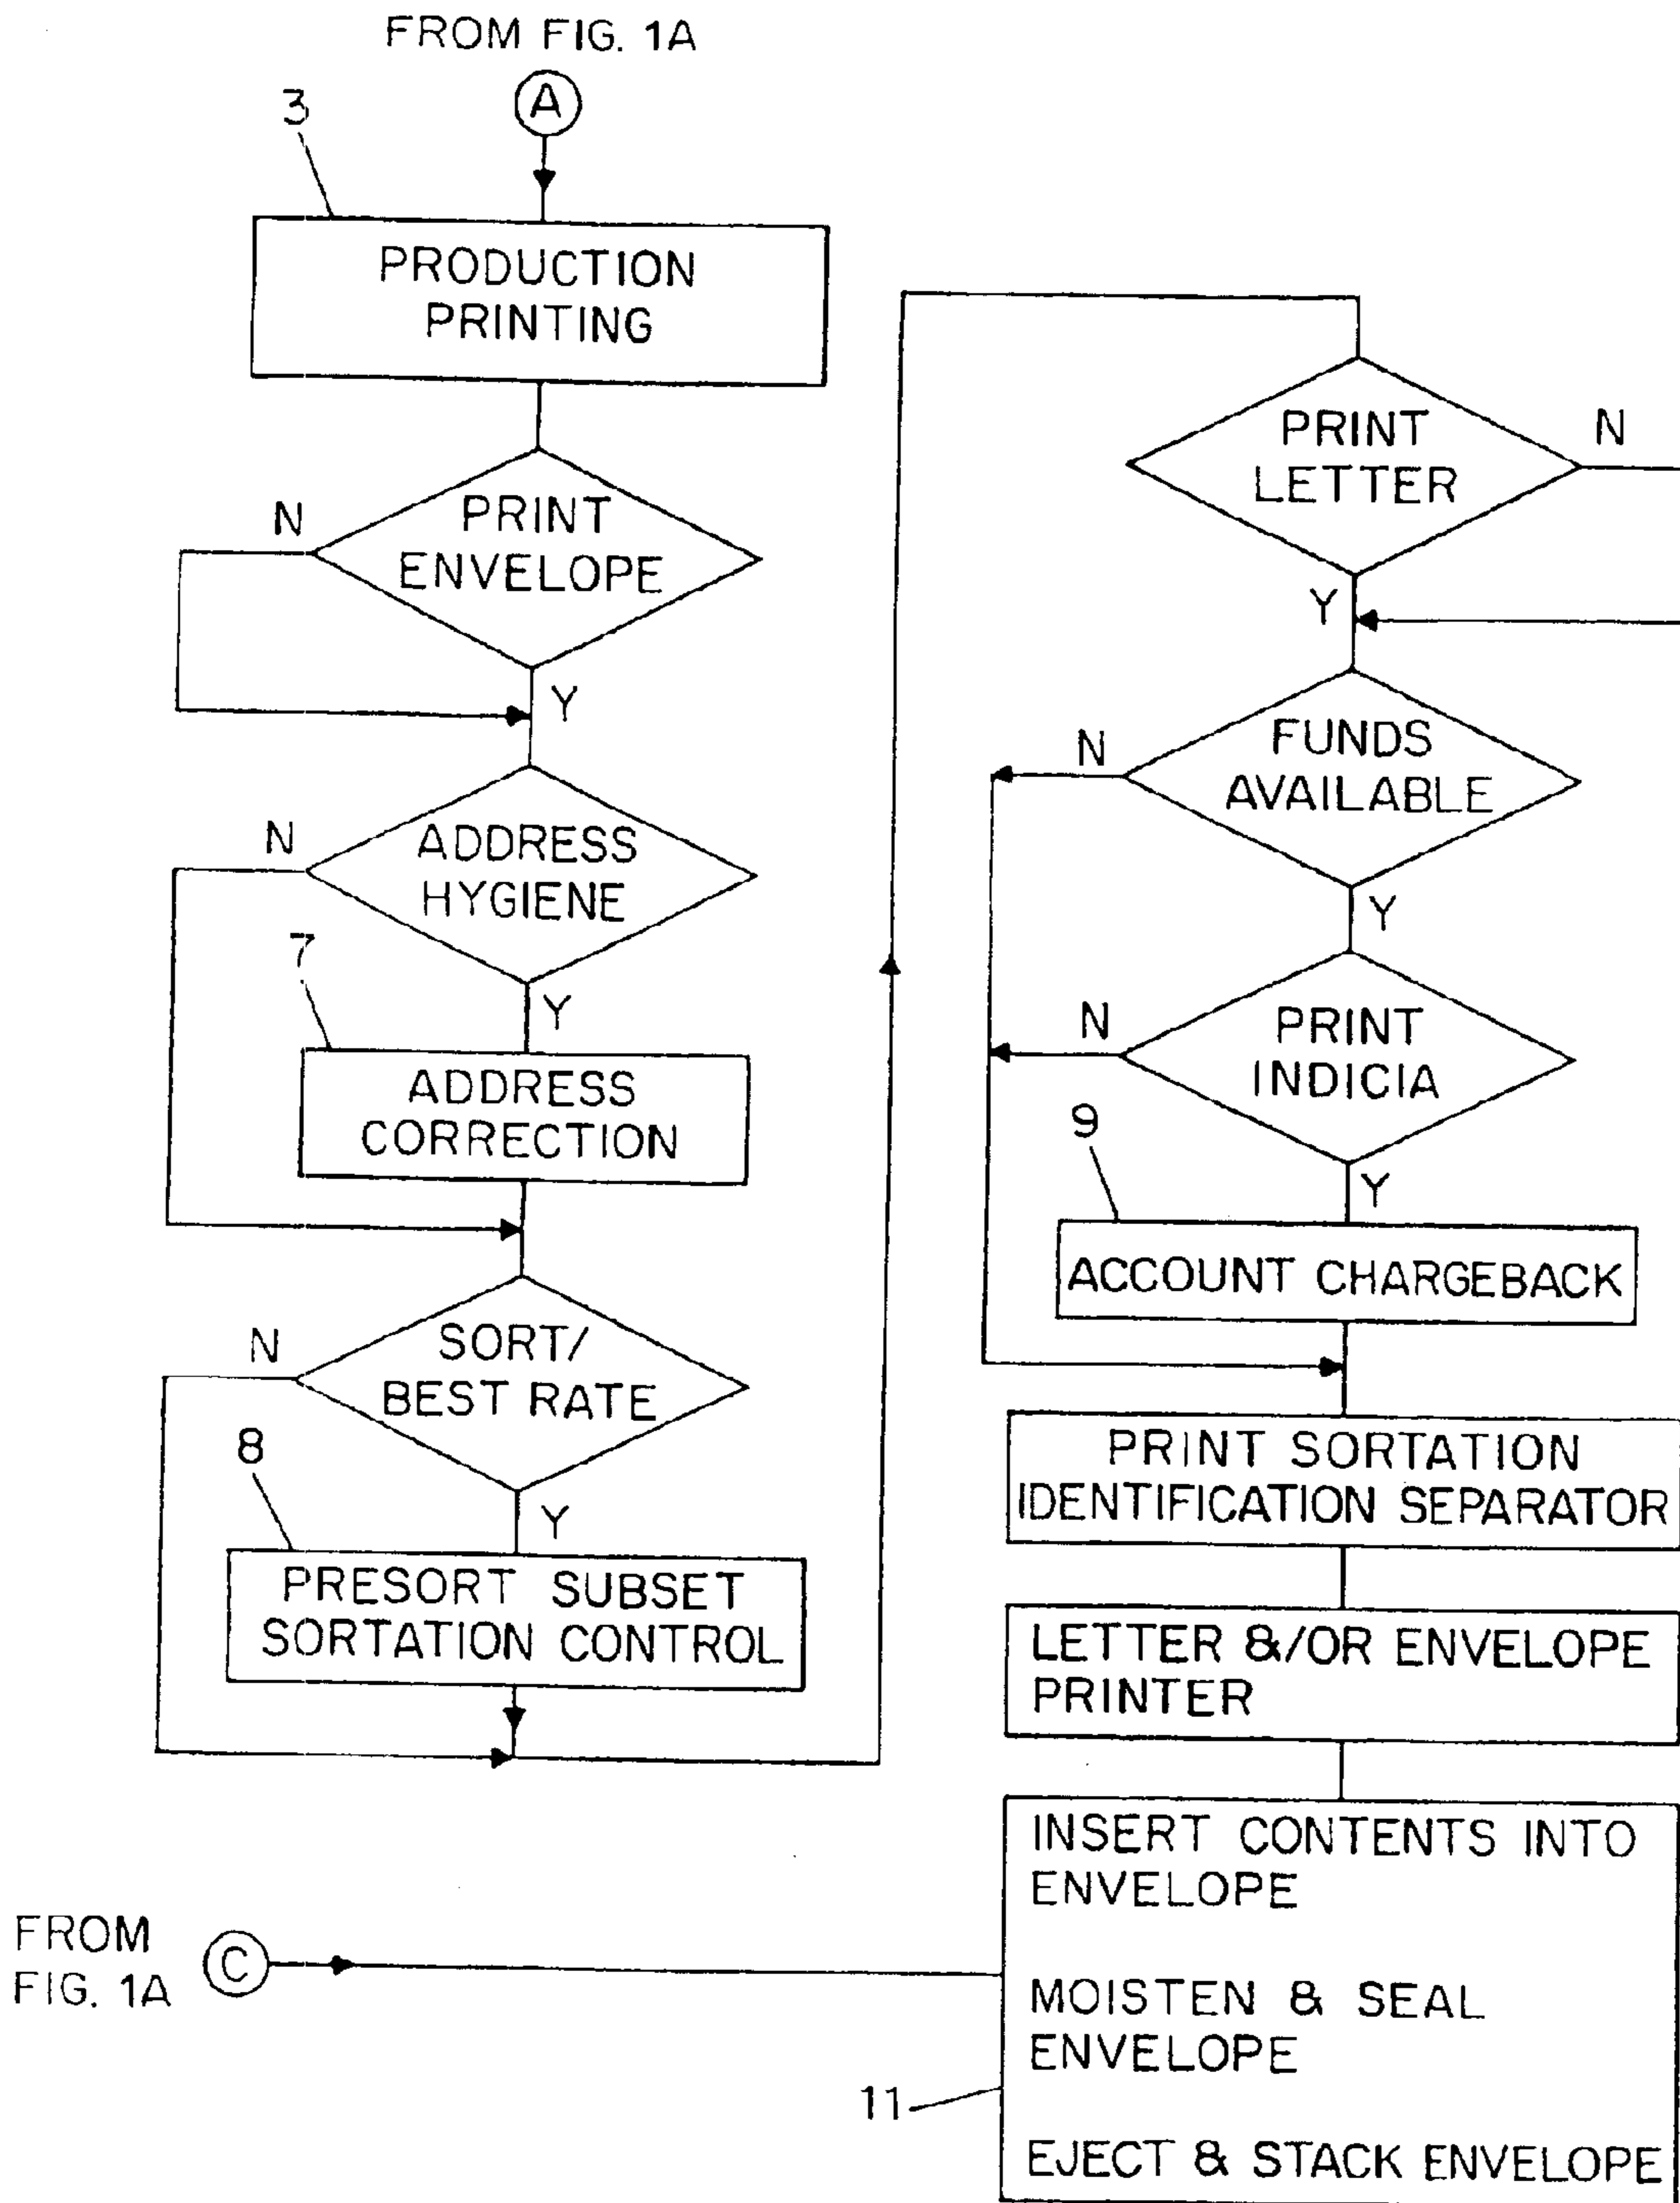 FROM FIG. 1A
A
3
PRODUCTION
PRINTING
PRINT
ENVELOPE
N
Y
ADDRESS
HYGIENE
N
Y
7
ADDRESS
CORRECTION
SORT/
BEST RATE
N
Y
8
PRESORT SUBSET
SORTATION CONTROL
PRINT
LETTER
N
Y
FUNDS
AVAILABLE
N
Y
PRINT
INDICIA
N
Y
9
ACCOUNT CHARGEBACK
PRINT SORTATION
IDENTIFICATION SEPARATOR
LETTER &/OR ENVELOPE
PRINTER
FROM
FIG. 1A
C
INSERT CONTENTS INTO
ENVELOPE
MOISTEN & SEAL
ENVELOPE
11
EJECT & STACK ENVELOPE